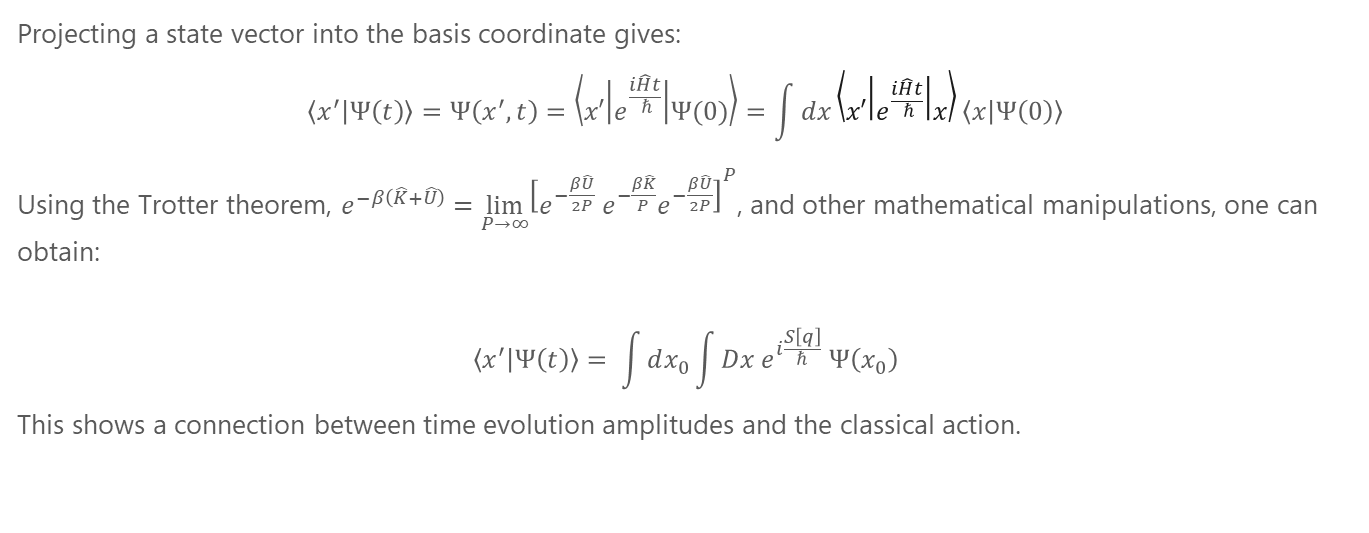 Projecting a state vector into the basis coordinate gives:
⟨x′|Ψ(t)⟩ = Ψ(x′, t) = ⟨x′|e^{iĤt/ħ}|Ψ(0)⟩ = ∫ dx ⟨x′|e^{iĤt/ħ}|x⟩ ⟨x|Ψ(0)⟩
Using the Trotter theorem, e^{−β(K̂+Û)} = lim_{P→∞} [e^{−βÛ/2P} e^{−βK̂/P} e^{−βÛ/2P}]^P , and other mathematical manipulations, one can
obtain:
⟨x′|Ψ(t)⟩ = ∫ dx₀ ∫ Dx e^{i S[q]/ħ} Ψ(x₀)
This shows a connection between time evolution amplitudes and the classical action.